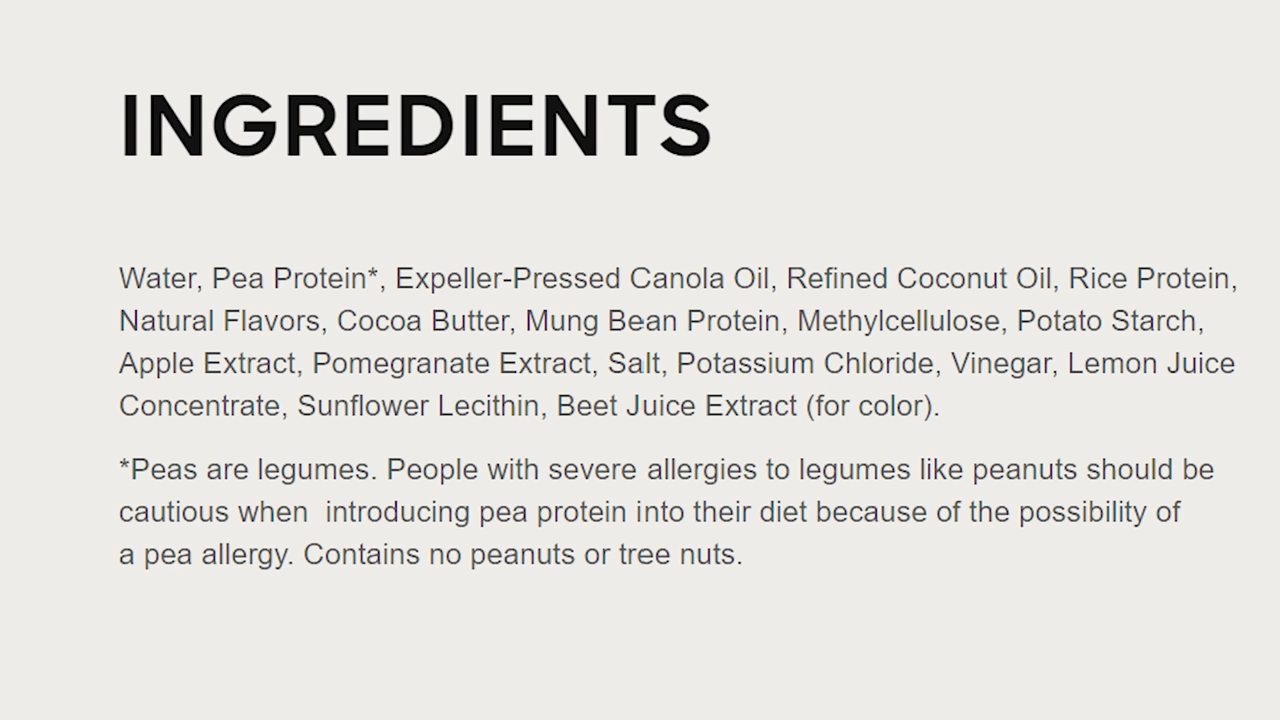 INGREDIENTS
Water, Pea Protein*, Expeller-Pressed Canola Oil, Refined Coconut Oil, Rice Protein,
Natural Flavors, Cocoa Butter, Mung Bean Protein, Methylcellulose, Potato Starch,
Apple Extract, Pomegranate Extract, Salt, Potassium Chloride, Vinegar, Lemon Juice
Concentrate, Sunflower Lecithin, Beet Juice Extract (for color).
*Peas are legumes. People with severe allergies to legumes like peanuts should be
cautious when  introducing pea protein into their diet because of the possibility of
a pea allergy. Contains no peanuts or tree nuts.